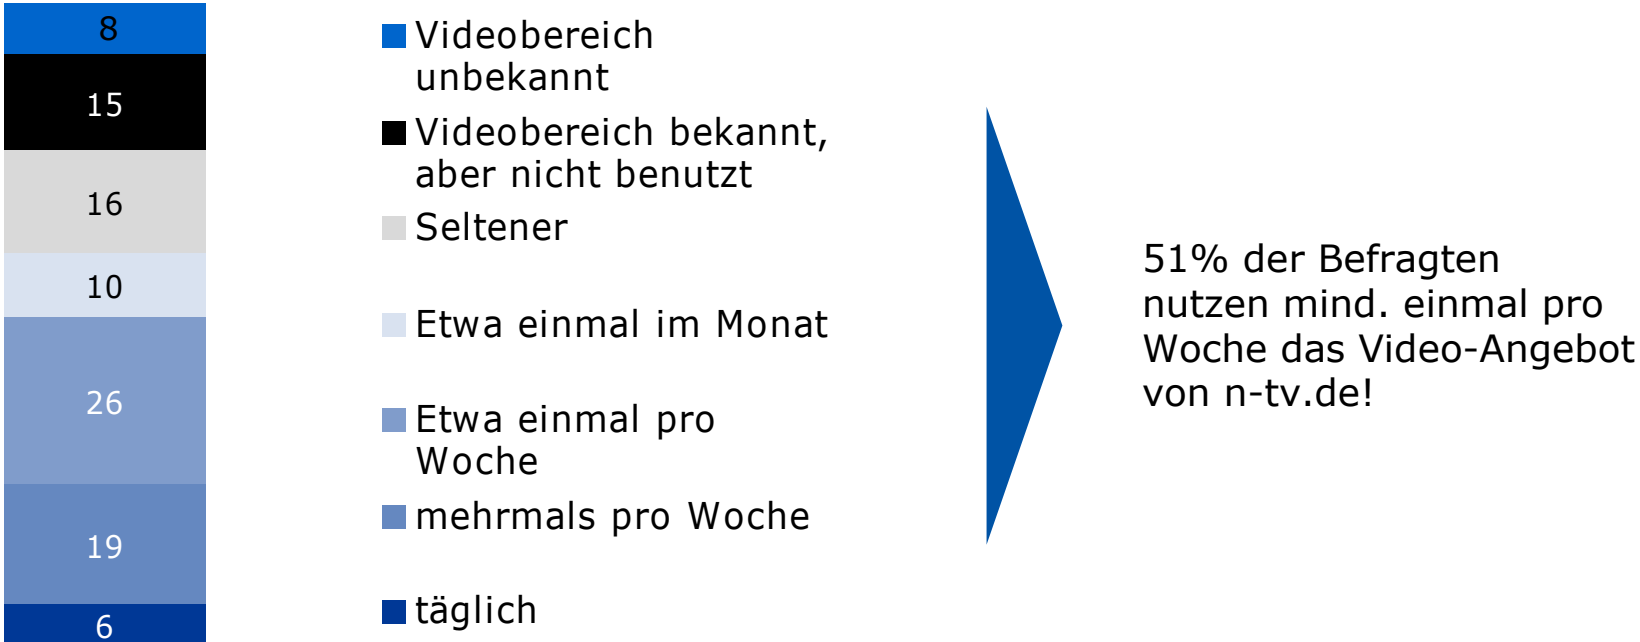 8
15
16
10
26
19
6
Videobereich
unbekannt
Videobereich bekannt,
aber nicht benutzt
Seltener
Etwa einmal im Monat
Etwa einmal pro
Woche
mehrmals pro Woche
täglich
51% der Befragten
nutzen mind. einmal pro
Woche das Video-Angebot
von n-tv.de!